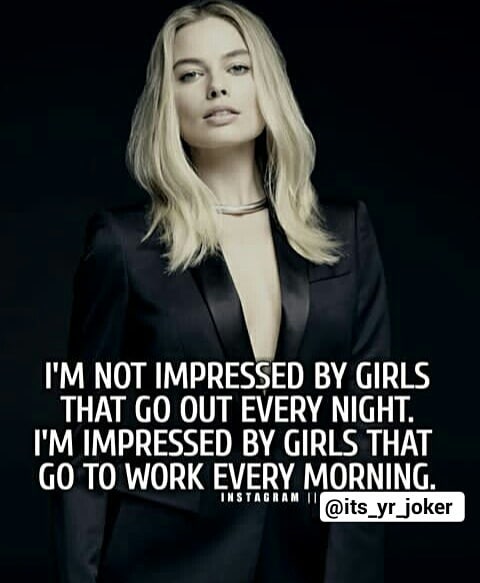 I'M NOT IMPRESSED BY GIRLS
THAT GO OUT EVERY NIGHT.
I'M IMPRESSED BY GIRLS THAT
GO TO WORK EVERY MORNING.
INSTAGRAM ||
@its_yr_joker